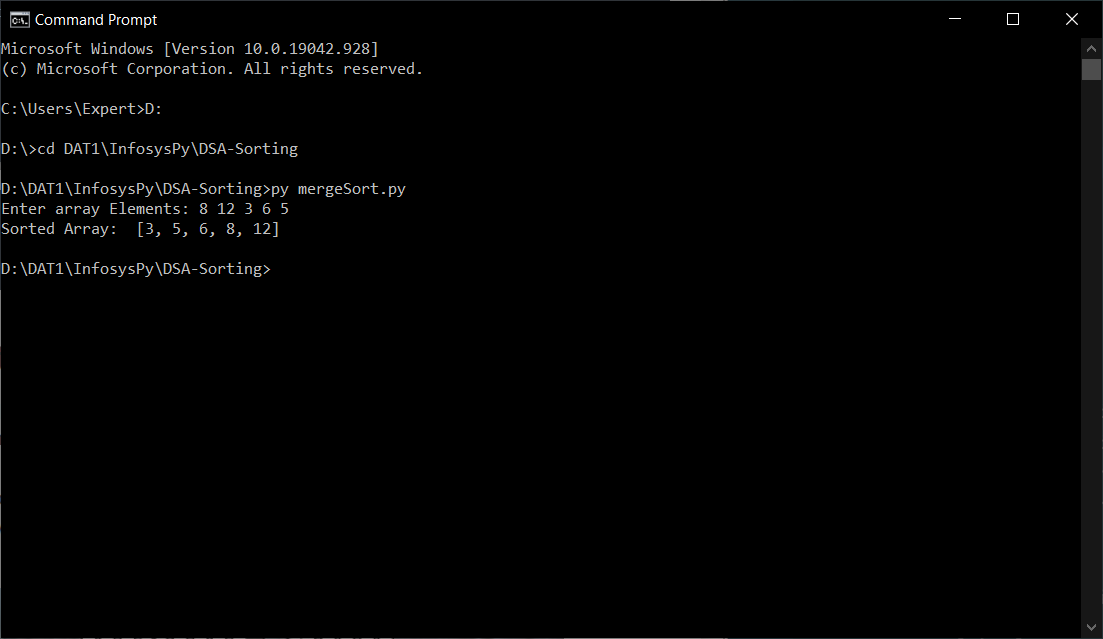 Command Prompt
Microsoft Windows [Version 10.0.19042.928]
(c) Microsoft Corporation. All rights reserved.
C:\Users\Expert>D:
D:\>cd DAT1\InfosysPy\DSA-Sorting
D:\DAT1\InfosysPy\DSA-Sorting>py mergeSort.py
Enter array Elements: 8 12 3 6 5
Sorted Array:  [3, 5, 6, 8, 12]
D:\DAT1\InfosysPy\DSA-Sorting>